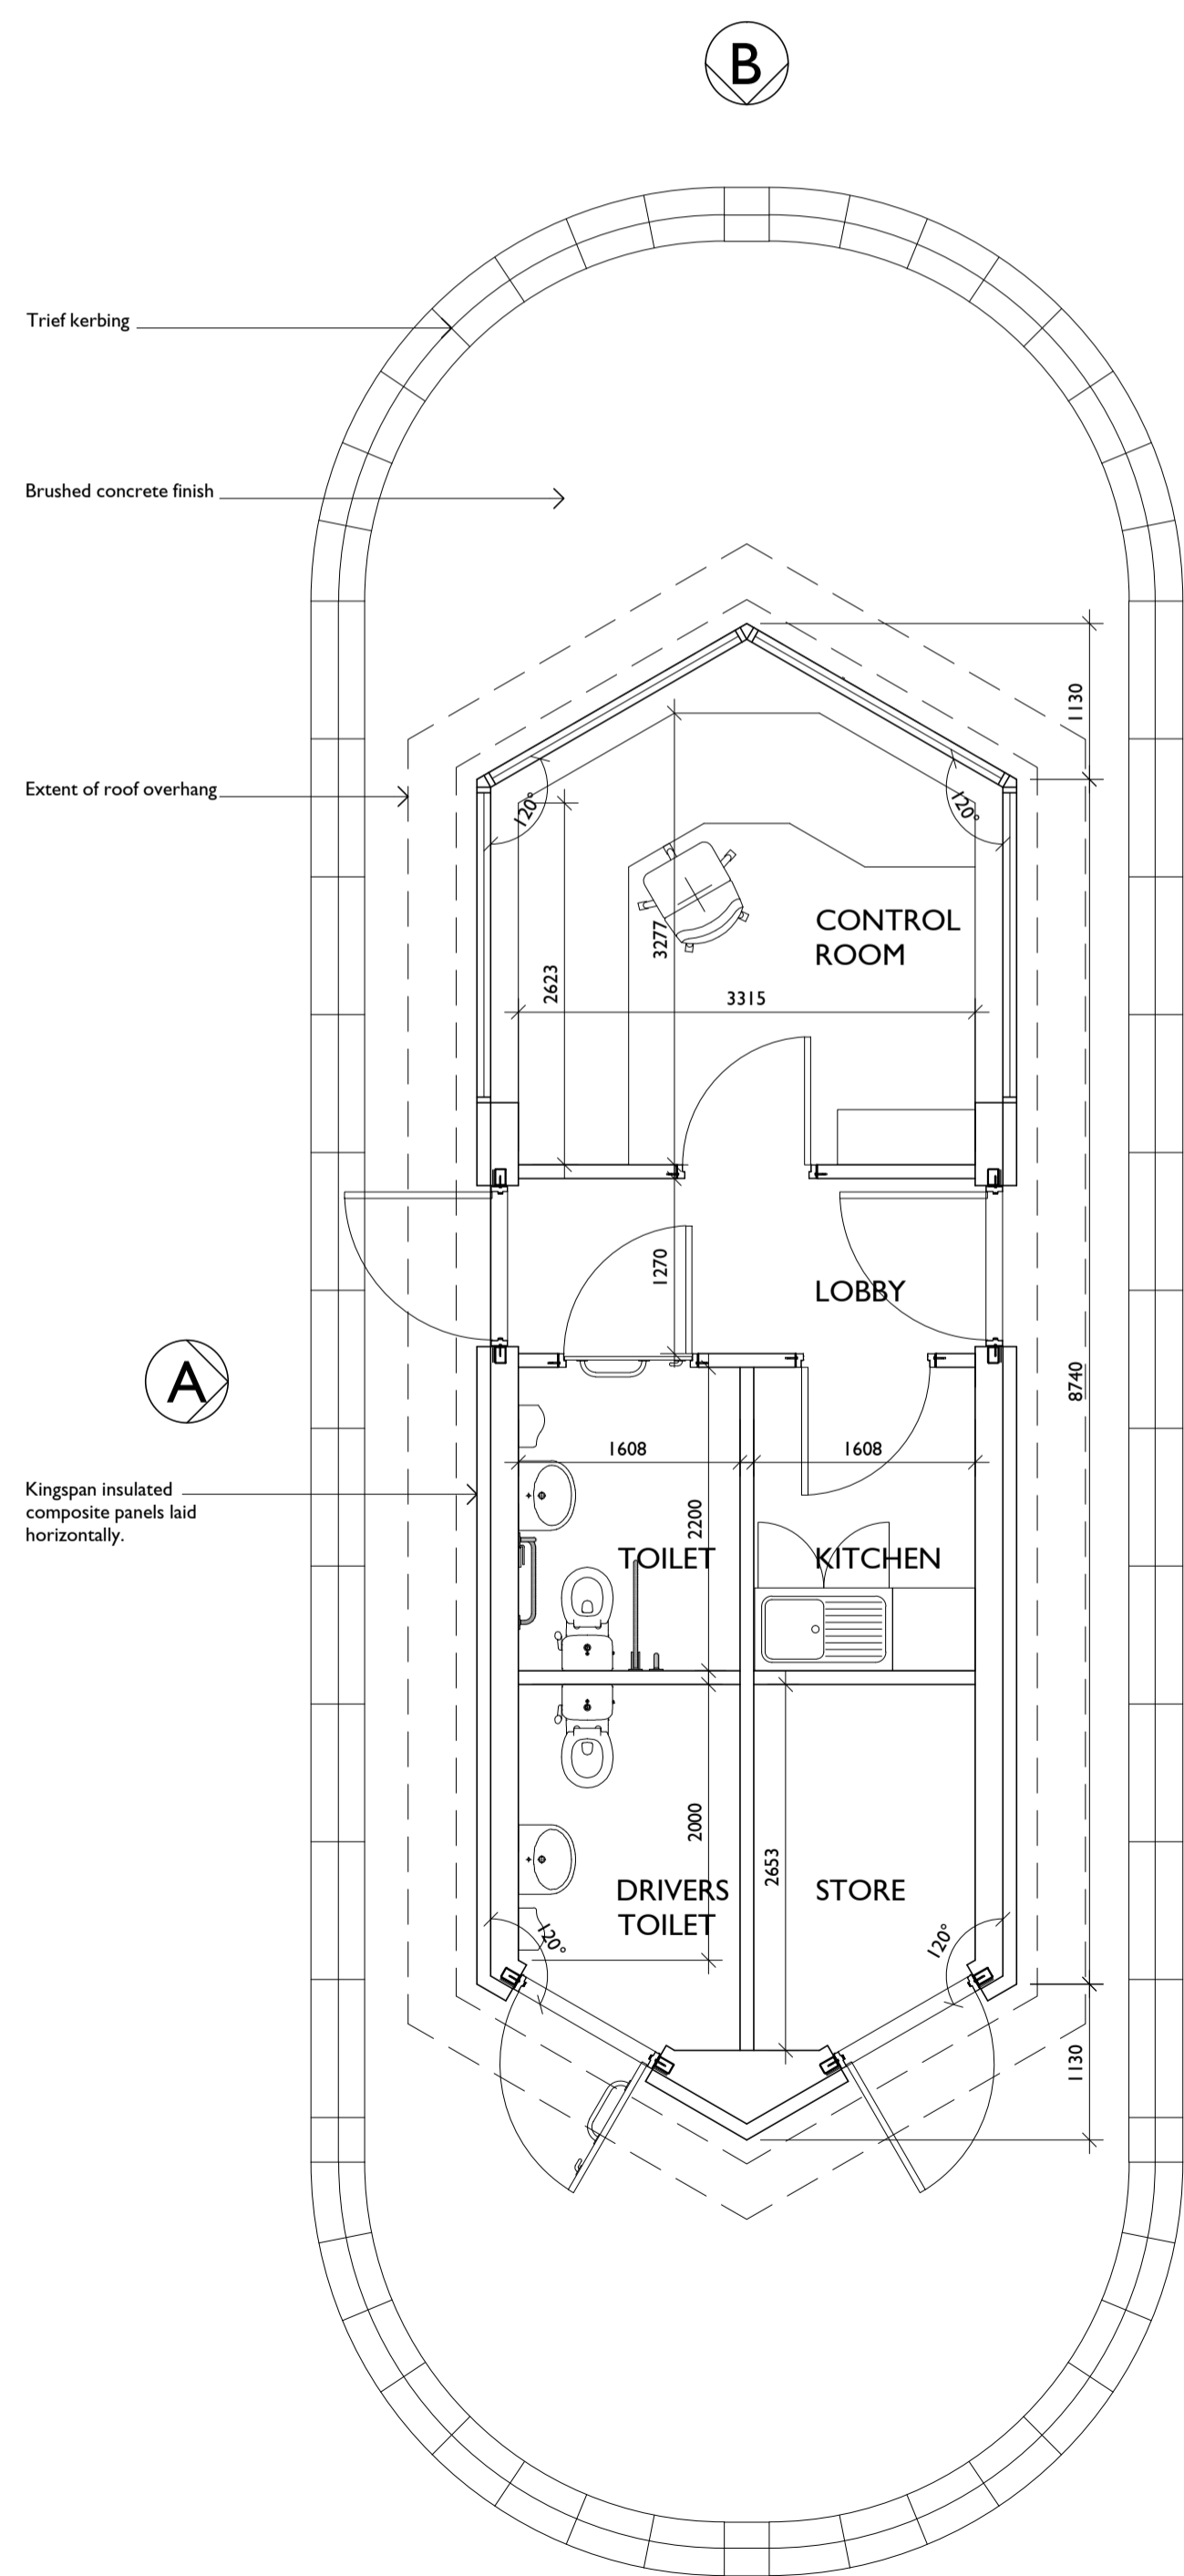 B
Trief kerbing
Brushed concrete finish
1130
Extent of roof overhang
120°
120°
CONTROL
ROOM
3277
2623
3315
1270
LOBBY
A
8740
1608
1608
Kingspan insulated
composite panels laid
horizontally.
2200
TOILET
KITCHEN
2000
2653
DRIVERS
TOILET
STORE
120°
120°
1130